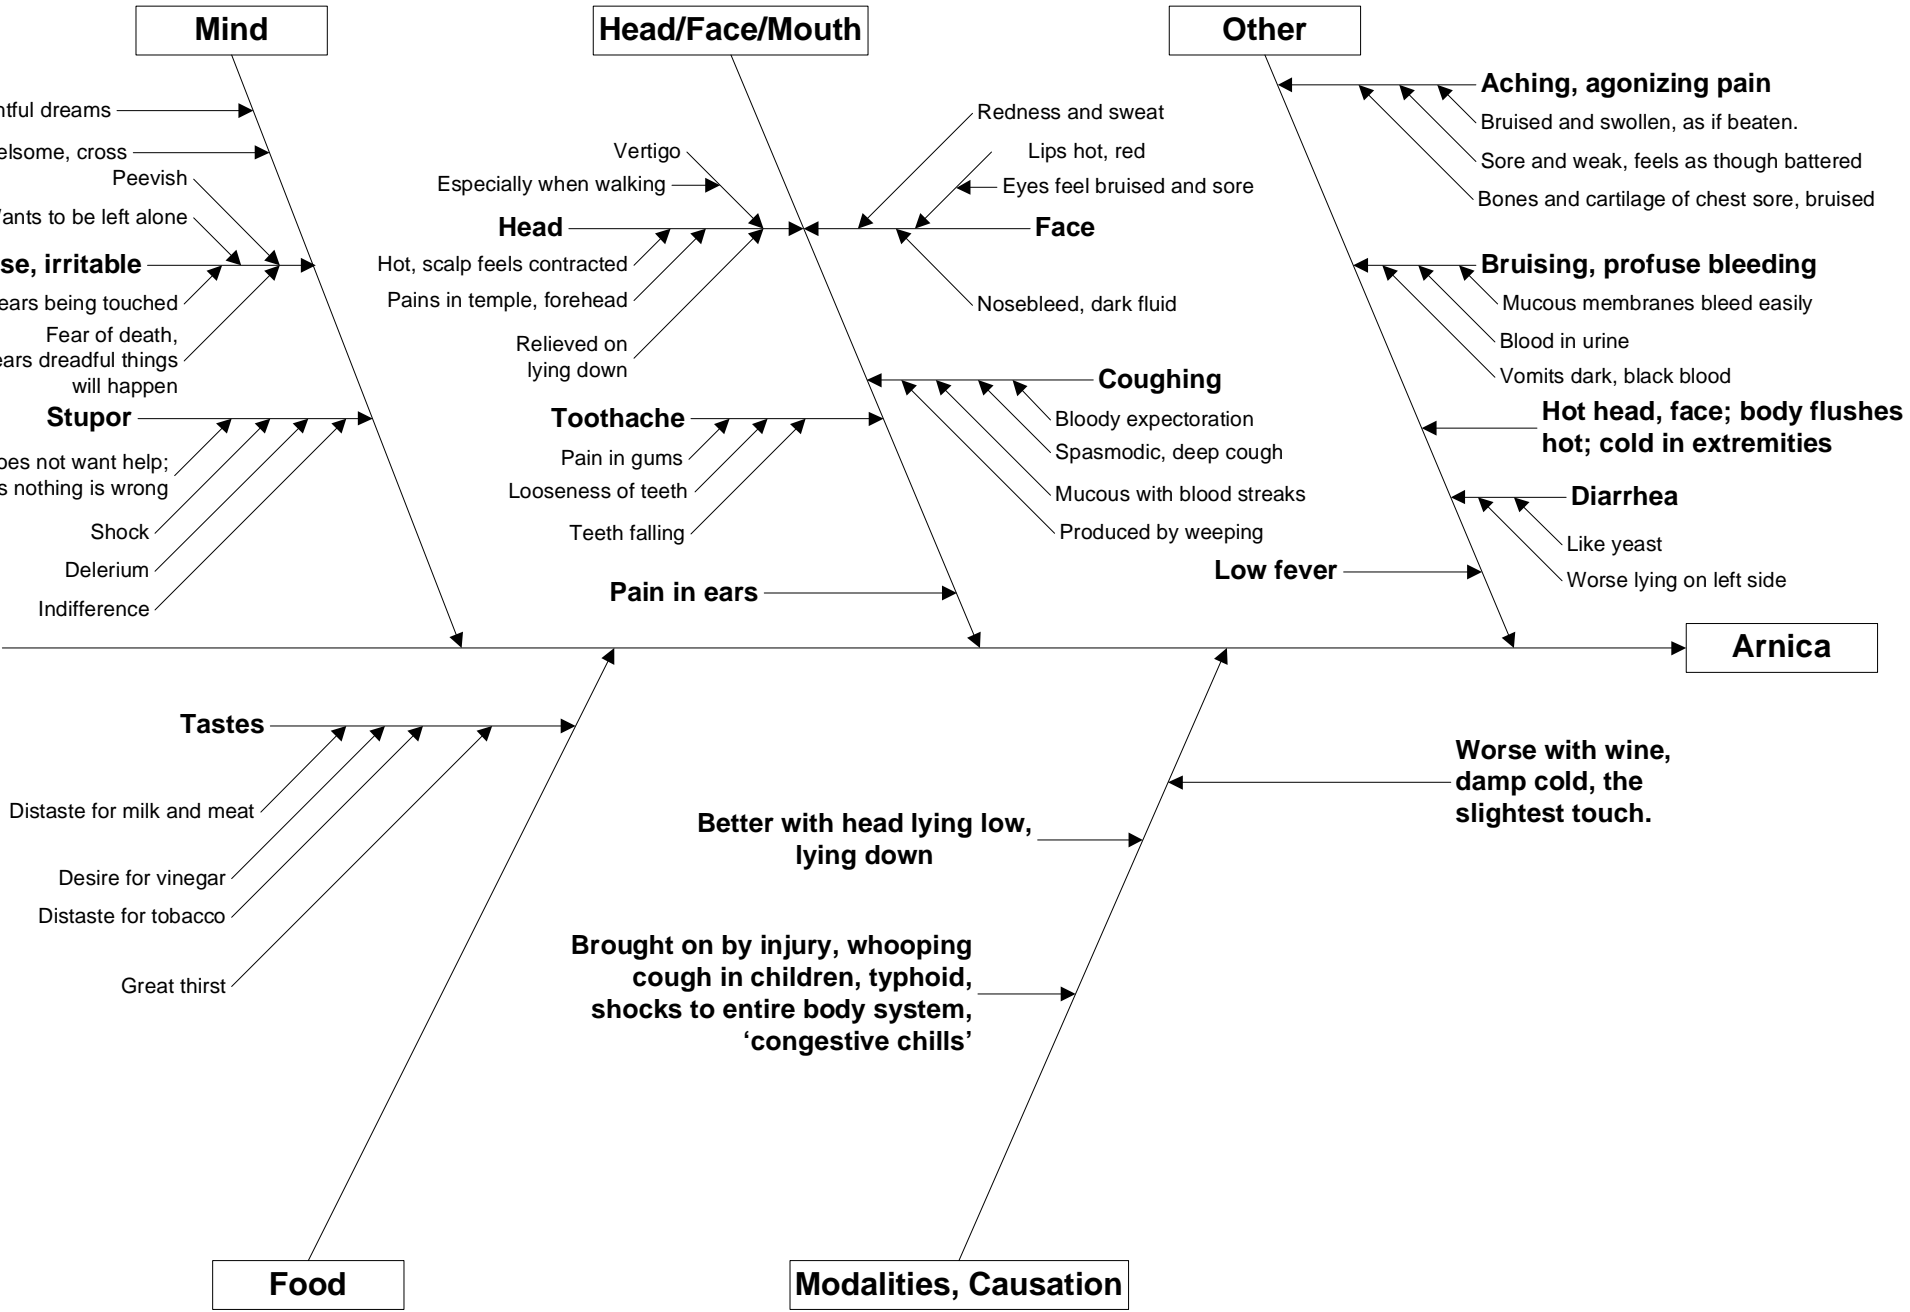 Mind
Head/Face/Mouth
Other
dreams
cross
Peevish
to be left alone
irritable
being touched
Fear of death,
dreadful things
will happen
Stupor
not want help;
nothing is wrong
Shock
Delerium
Indifference
Vertigo
Especially when walking
Head
Hot, scalp feels contracted
Pains in temple, forehead
Relieved on
lying down
Toothache
Pain in gums
Looseness of teeth
Teeth falling
Pain in ears
Redness and sweat
Lips hot, red
Eyes feel bruised and sore
Face
Nosebleed, dark fluid
Coughing
Bloody expectoration
Spasmodic, deep cough
Mucous with blood streaks
Produced by weeping
Aching, agonizing pain
Bruised and swollen, as if beaten.
Sore and weak, feels as though battered
Bones and cartilage of chest sore, bruised
Bruising, profuse bleeding
Mucous membranes bleed easily
Blood in urine
Vomits dark, black blood
Hot head, face; body flushes
hot; cold in extremities
Diarrhea
Like yeast
Worse lying on left side
Low fever
Arnica
Tastes
Distaste for milk and meat
Desire for vinegar
Distaste for tobacco
Great thirst
Worse with wine,
damp cold, the
slightest touch.
Better with head lying low,
lying down
Brought on by injury, whooping
cough in children, typhoid,
shocks to entire body system,
‘congestive chills’
Food
Modalities, Causation